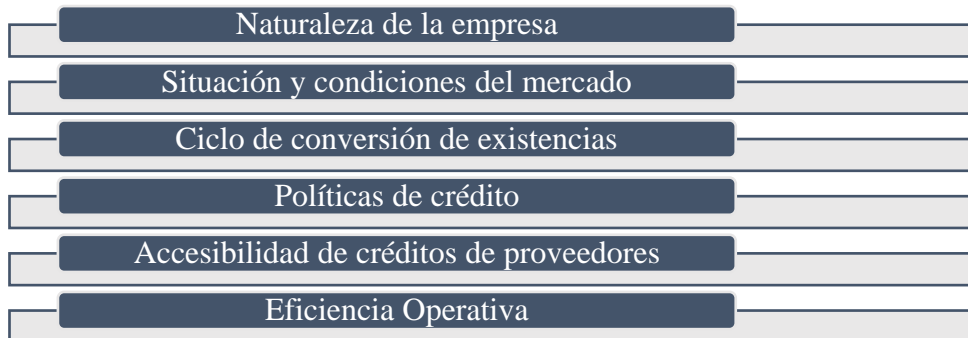 Naturaleza de la empresa
Situación y condiciones del mercado
Ciclo de conversión de existencias
Políticas de crédito
Accesibilidad de créditos de proveedores
Eficiencia Operativa